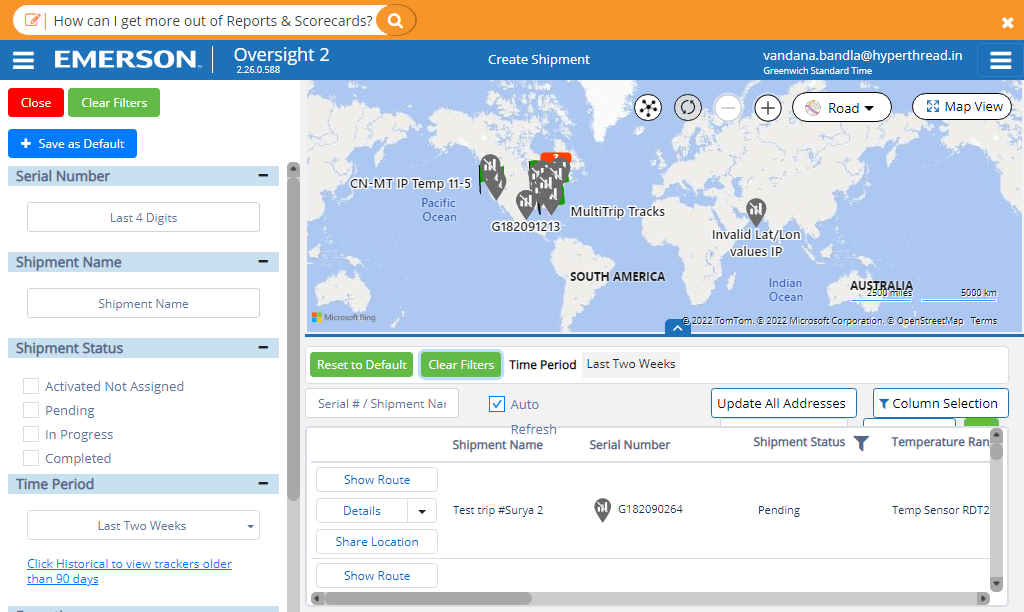 How can I get more out of Reports & Scorecards?
EMERSON
Oversight 2
2.26.0.588
Create Shipment
vandana.bandla@hyperthread.in
Greenwich Standard Time
Close
Clear Filters
Save as Default
Serial Number
Last 4 Digits
Shipment Name
Shipment Name
Shipment Status
Activated Not Assigned
Pending
In Progress
Completed
Time Period
Last Two Weeks
Click Historical to view trackers older
than 90 days
Road
Map View
CN-MT IP Temp 11-5
Pacific
Ocean
MultiTrip Tracks
G182091213
Invalid Lat/Lon
values IP
SOUTH AMERICA
Indian
Ocean
AUSTRALIA
2500 miles
5000 km
Microsoft Bing
© 2022 TomTom, © 2022 Microsoft Corporation, © OpenStreetMap Terms
Reset to Default
Clear Filters
Time Period
Last Two Weeks
Serial # / Shipment Nar
Auto
Refresh
Update All Addresses
Column Selection
Shipment Name
Serial Number
Shipment Status
Temperature Ran
Show Route
Details
Share Location
Test trip #Surya 2
G182090264
Pending
Temp Sensor RDT2
Show Route